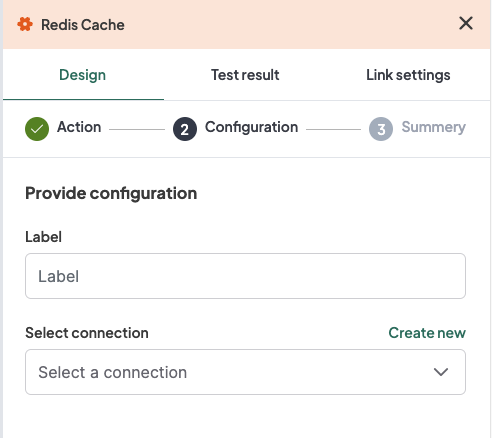 Redis Cache
Design Test result Link settings
Action 2 Configuration 3 Summery
Provide configuration
Label
Label
Select connection Create new
Select a connection